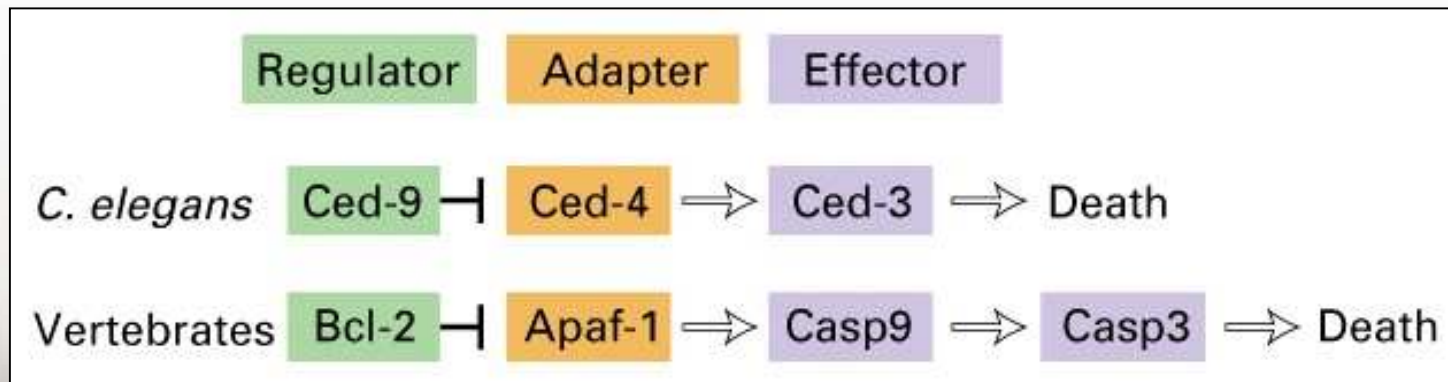 Regulator Adapter Effector
C. elegans Ced-9 Ced-4 Ced-3 Death
Vertebrates Bcl-2 Apaf-1 Casp9 Casp3 Death